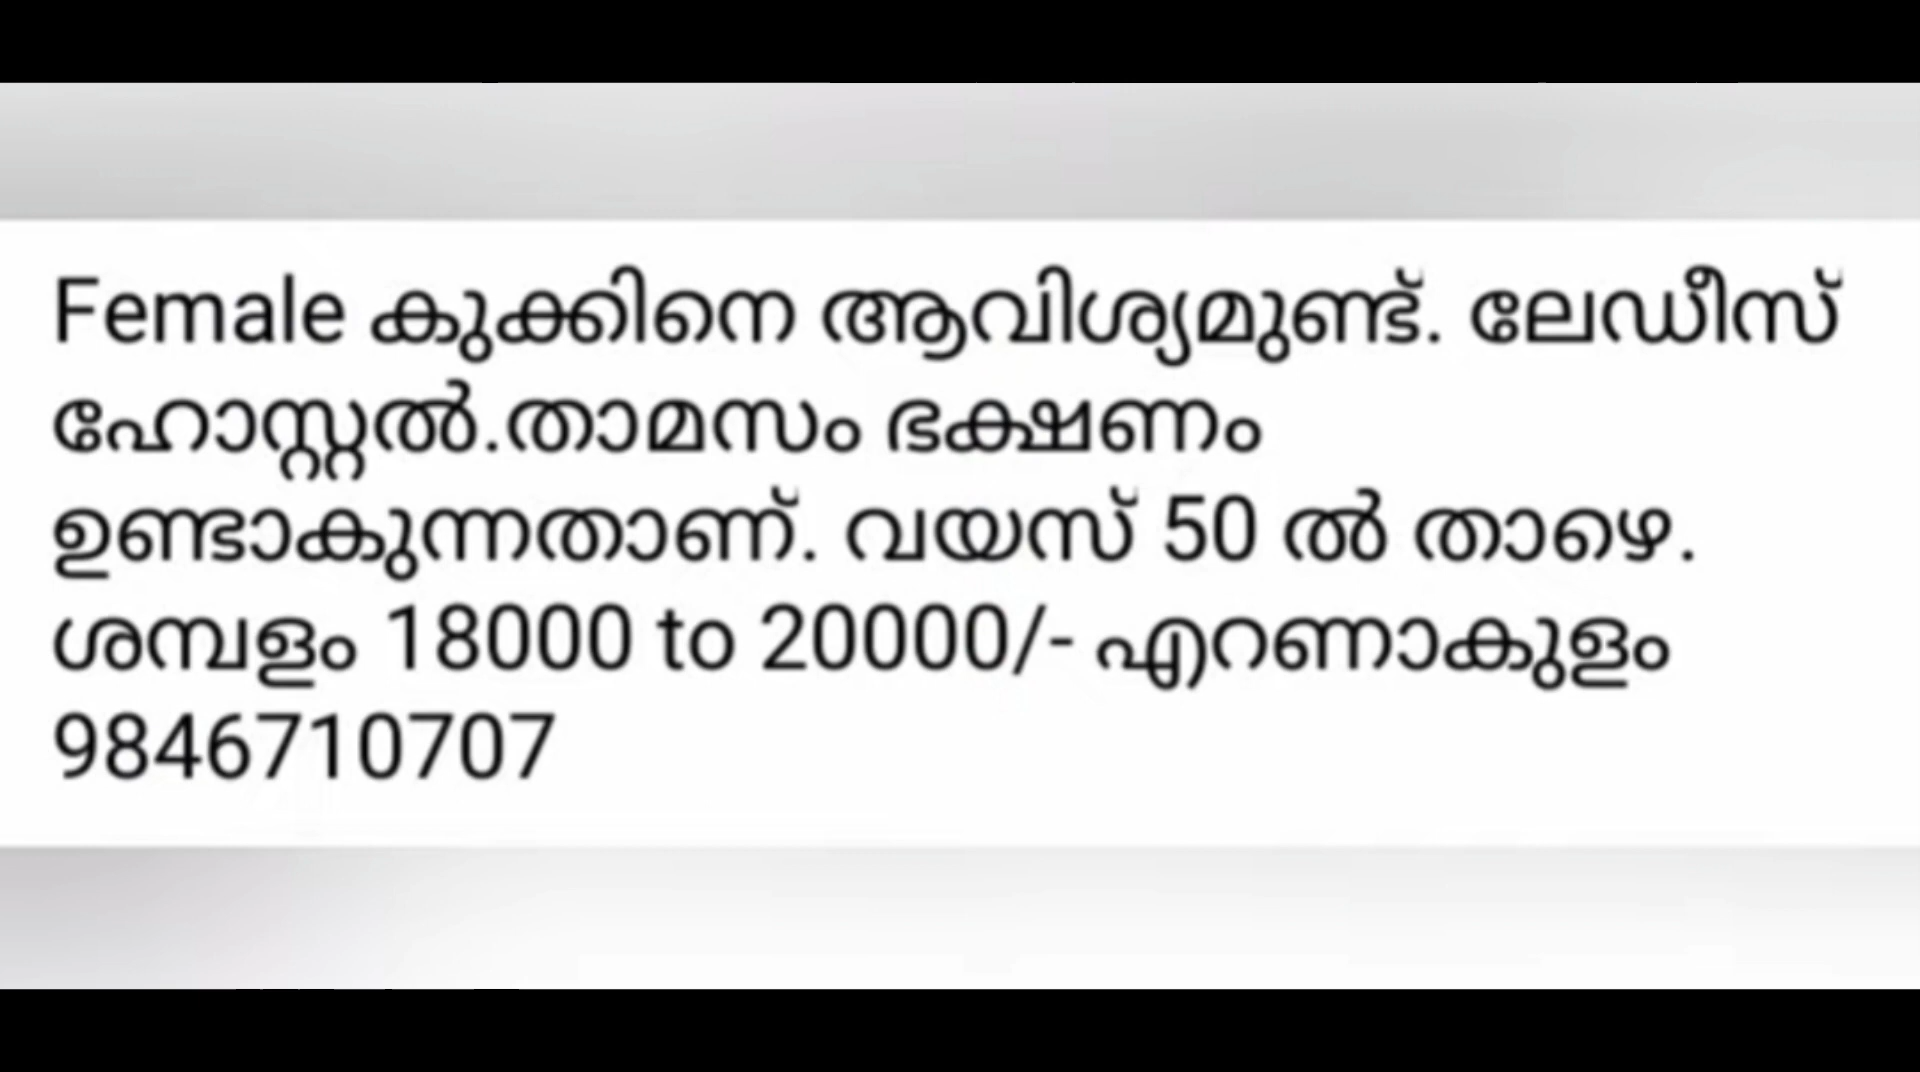 Female കുക്കിനെ ആവിശ്യമുണ്ട്. ലേഡീസ്
ഹോസ്റ്റൽ.താമസം ഭക്ഷണം
ഉണ്ടാകുന്നതാണ്. വയസ് 50 ൽ താഴെ.
ശമ്പളം 18000 to 20000/- എറണാകുളം
9846710707